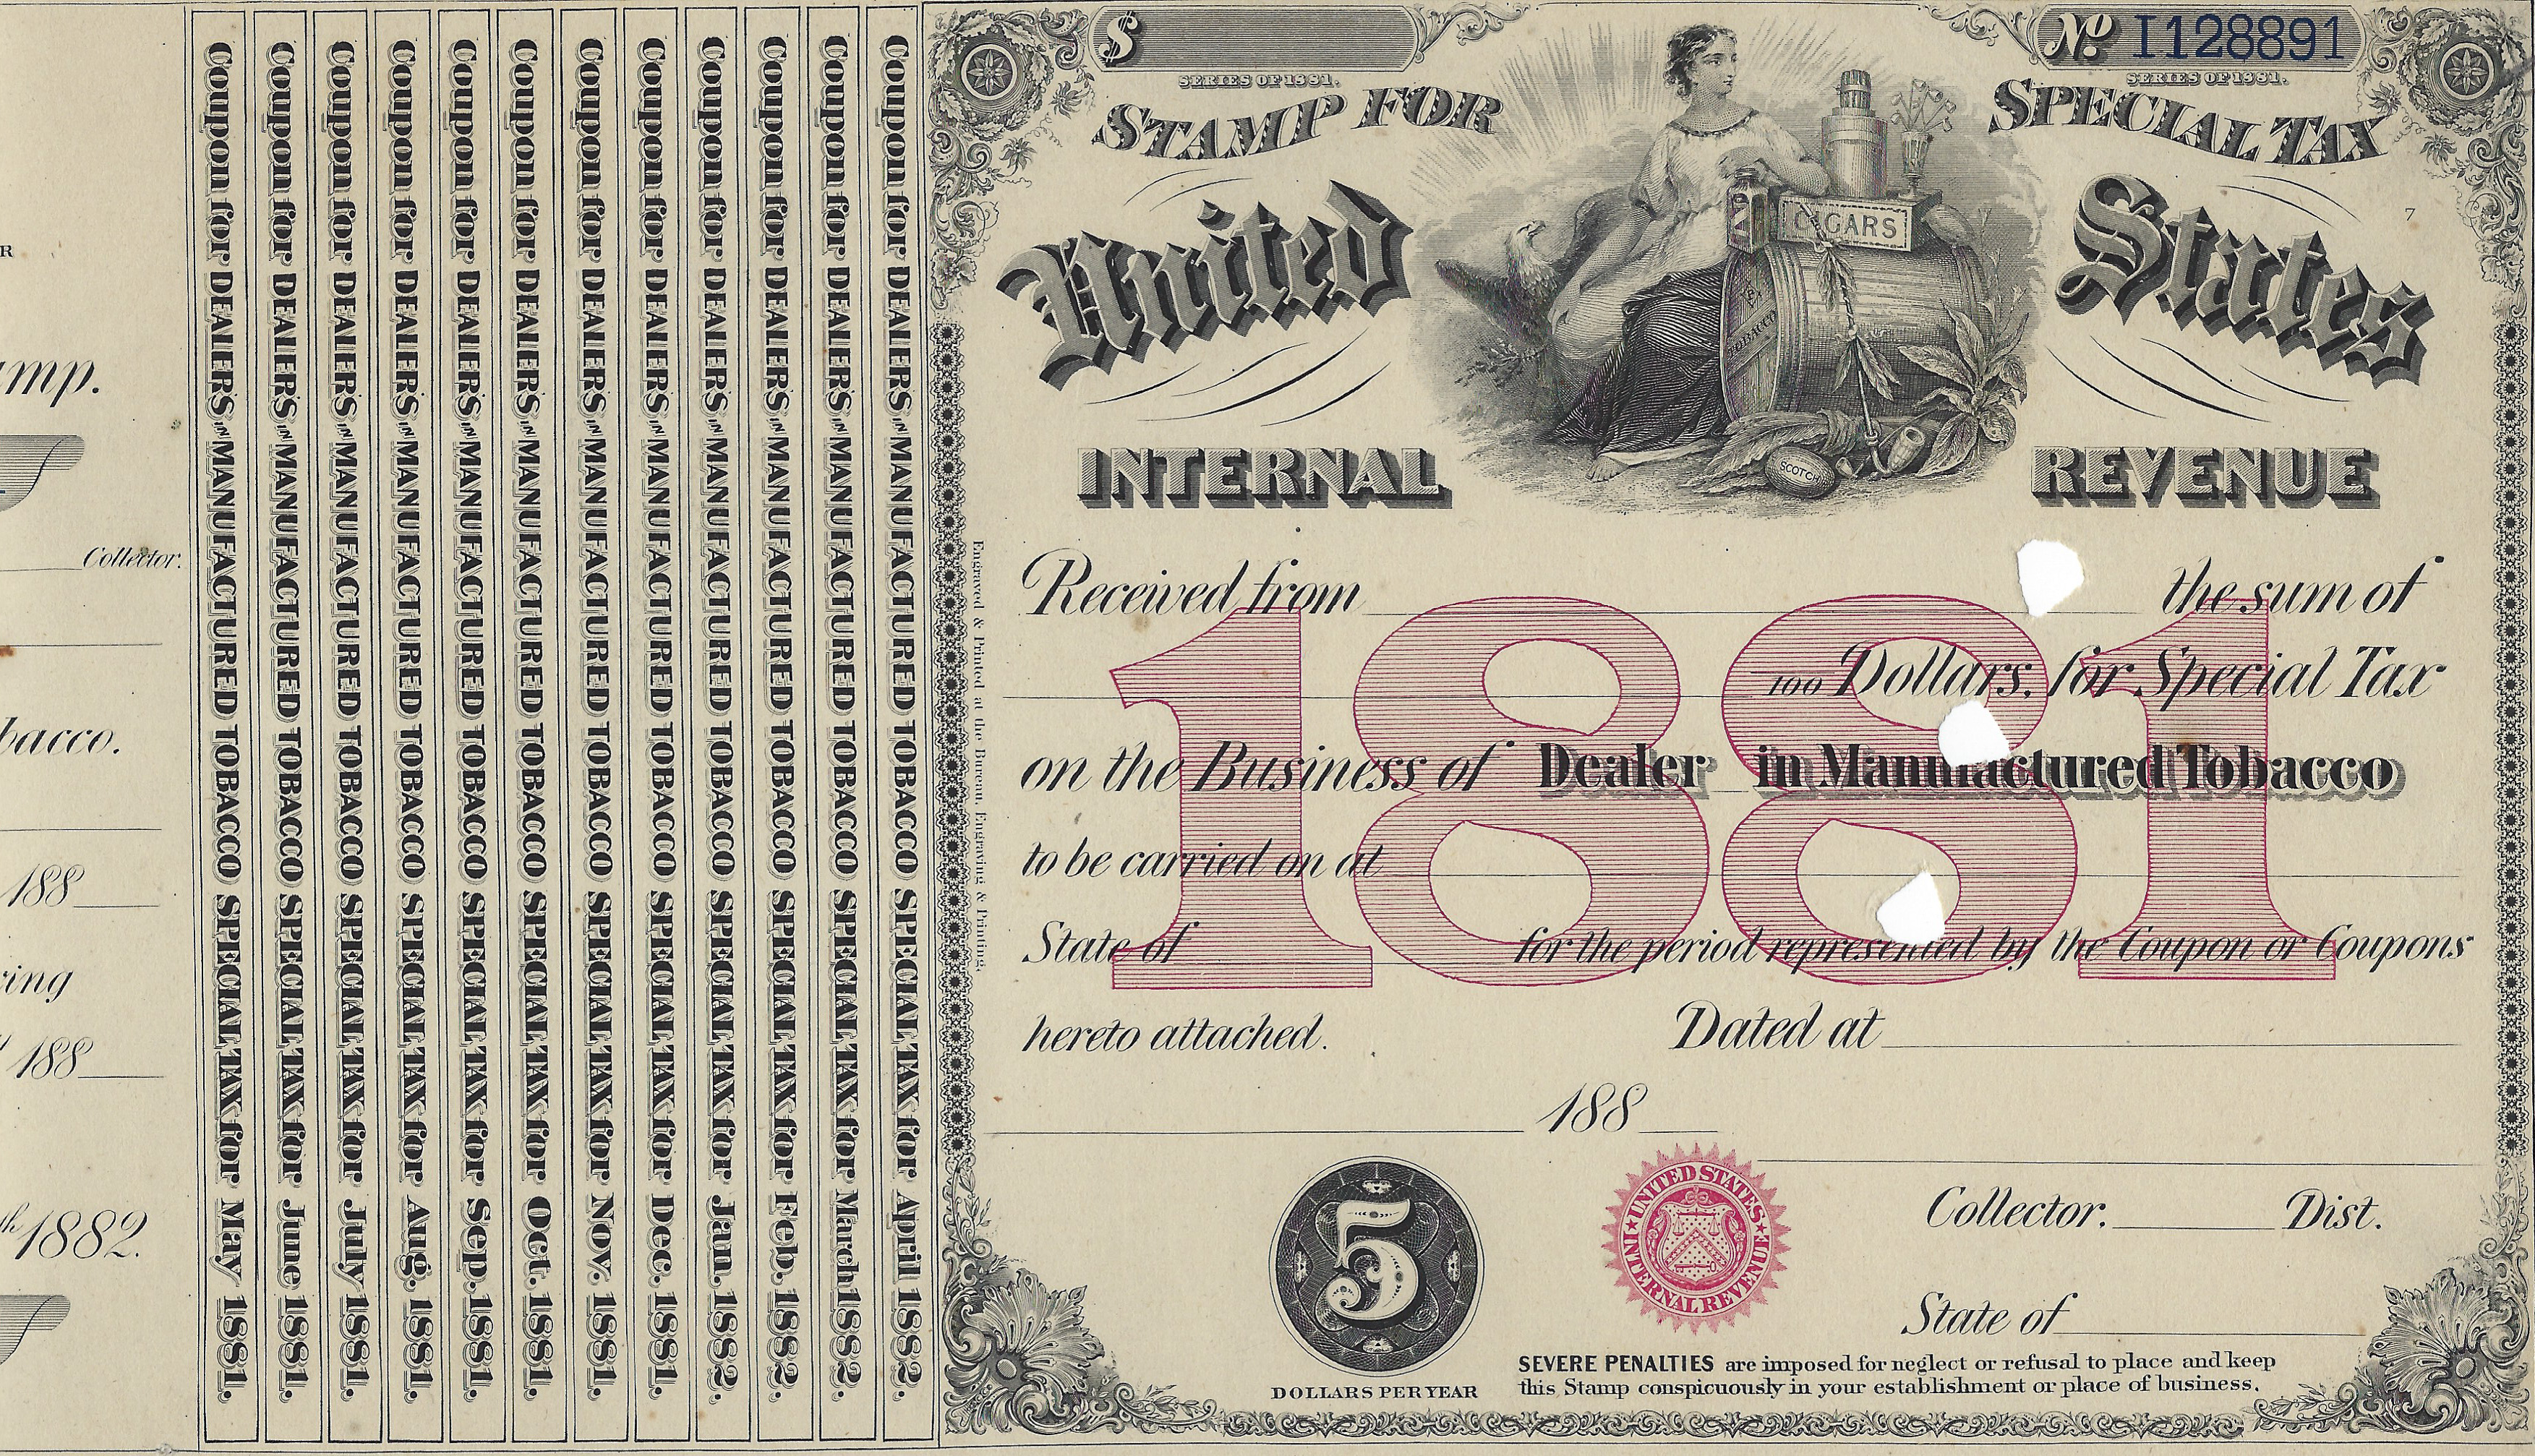 R
mp.
Collector.
bacco.
188
ing
188
th 1882.
Coupon for DEALERS IN MANUFACTURED TOBACCO SPECIAL TAX for May 1881.
Coupon for DEALERS IN MANUFACTURED TOBACCO SPECIAL TAX for June 1881.
Coupon for DEALERS IN MANUFACTURED TOBACCO SPECIAL TAX for July 1881.
Coupon for DEALERS IN MANUFACTURED TOBACCO SPECIAL TAX for Aug. 1881.
Coupon for DEALERS IN MANUFACTURED TOBACCO SPECIAL TAX for Sep. 1881.
Coupon for DEALERS IN MANUFACTURED TOBACCO SPECIAL TAX for Oct. 1881.
Coupon for DEALERS IN MANUFACTURED TOBACCO SPECIAL TAX for Nov. 1881.
Coupon for DEALERS IN MANUFACTURED TOBACCO SPECIAL TAX for Dec. 1881.
Coupon for DEALERS IN MANUFACTURED TOBACCO SPECIAL TAX for Jan. 1882.
Coupon for DEALERS IN MANUFACTURED TOBACCO SPECIAL TAX for Feb. 1882.
Coupon for DEALERS IN MANUFACTURED TOBACCO SPECIAL TAX for March 1882.
Coupon for DEALERS IN MANUFACTURED TOBACCO SPECIAL TAX for April 1882.
Engraved & Printed at the Bureau, Engraving & Printing.
$
No. I128891
SERIES OF 1881.
SERIES OF 1881.
STAMP FOR SPECIAL TAX
7
United States
CIGARS
TOBACCO
SCOTCH
INTERNAL REVENUE
Received from the sum of
100 Dollars, for Special Tax
1881
on the Business of Dealer in Manufactured Tobacco
to be carried on at
State of for the period represented by the Coupon or Coupons
hereto attached. Dated at
188
5
DOLLARS PER YEAR
UNITED STATES INTERNAL REVENUE
Collector. Dist.
State of
SEVERE PENALTIES are imposed for neglect or refusal to place and keep
this Stamp conspicuously in your establishment or place of business.